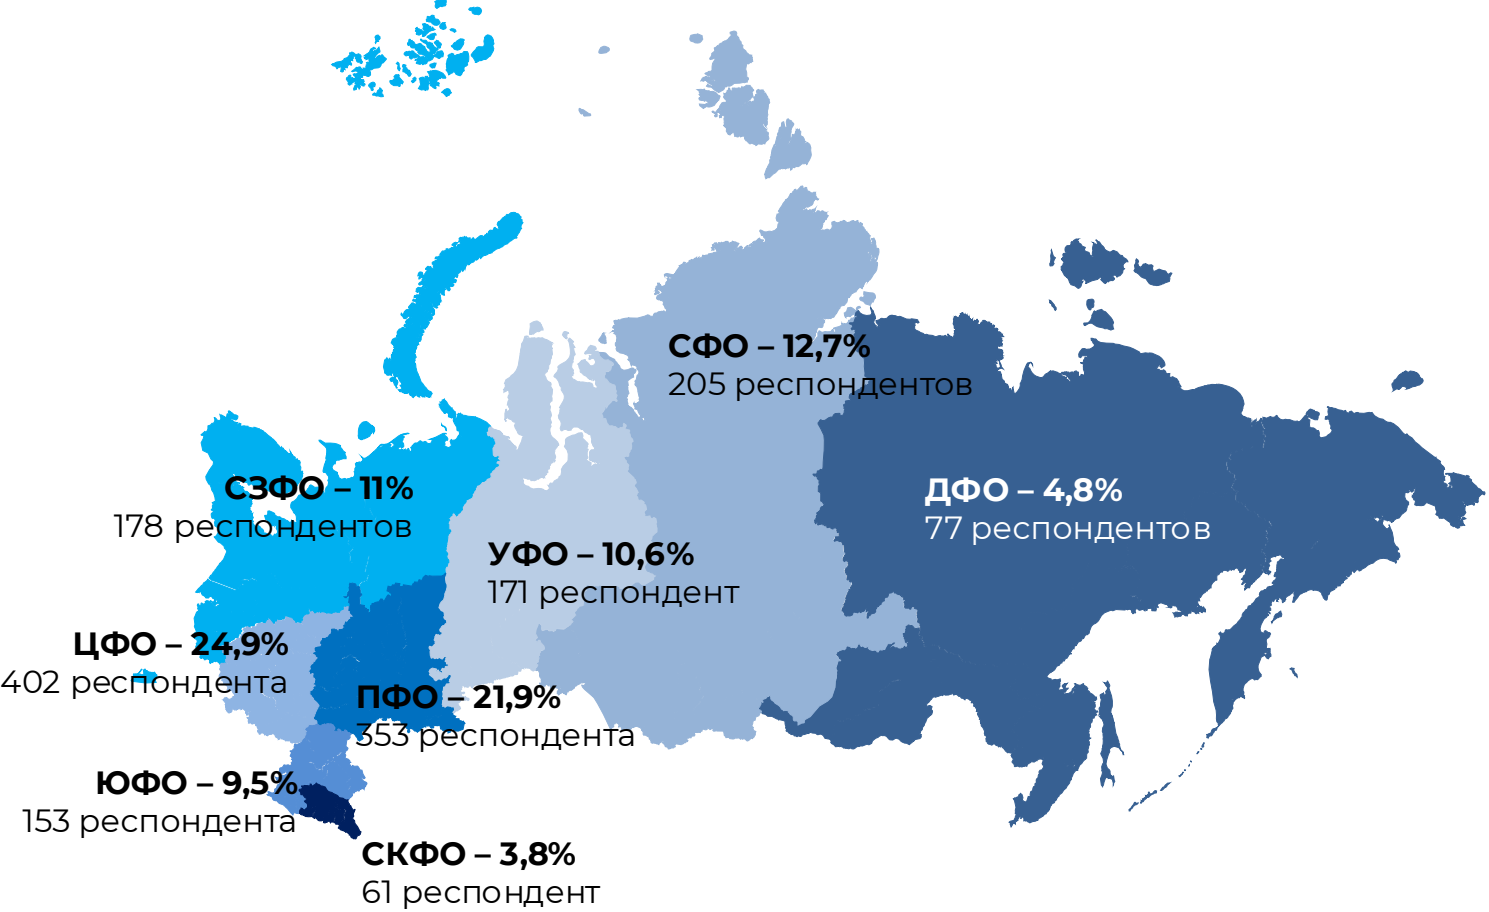 СФО – 12,7%
205 респондентов
СЗФО – 11%
178 респондентов
ДФО – 4,8%
77 респондентов
УФО – 10,6%
171 респондент
ЦФО – 24,9%
402 респондента
ПФО – 21,9%
353 респондента
ЮФО – 9,5%
153 респондента
СКФО – 3,8%
61 респондент